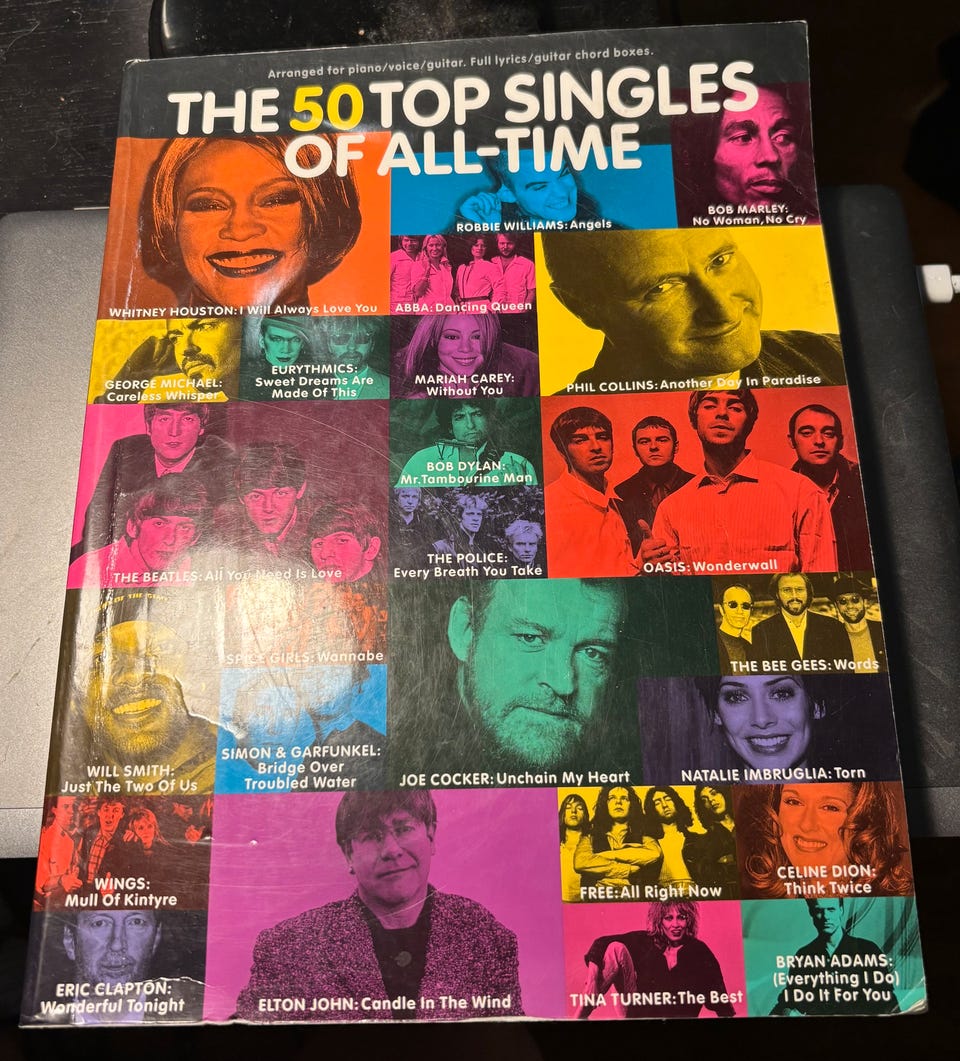 Arranged for piano/voice/guitar. Full lyrics/guitar chord boxes.
THE 50 TOP SINGLES
OF ALL-TIME
WHITNEY HOUSTON: I Will Always Love You
ROBBIE WILLIAMS: Angels
BOB MARLEY:
No Woman, No Cry
ABBA: Dancing Queen
GEORGE MICHAEL:
Careless Whisper
EURYTHMICS:
Sweet Dreams Are
Made Of This
MARIAH CAREY:
Without You
PHIL COLLINS: Another Day In Paradise
THE BEATLES: All You Need Is Love
BOB DYLAN:
Mr. Tambourine Man
THE POLICE:
Every Breath You Take
OASIS: Wonderwall
WILL SMITH:
Just The Two Of Us
SPICE GIRLS: Wannabe
SIMON & GARFUNKEL:
Bridge Over
Troubled Water
JOE COCKER: Unchain My Heart
THE BEE GEES: Words
NATALIE IMBRUGLIA: Torn
WINGS:
Mull Of Kintyre
ERIC CLAPTON:
Wonderful Tonight
ELTON JOHN: Candle In The Wind
FREE: All Right Now
CELINE DION:
Think Twice
TINA TURNER: The Best
BRYAN ADAMS:
(Everything I Do)
I Do It For You